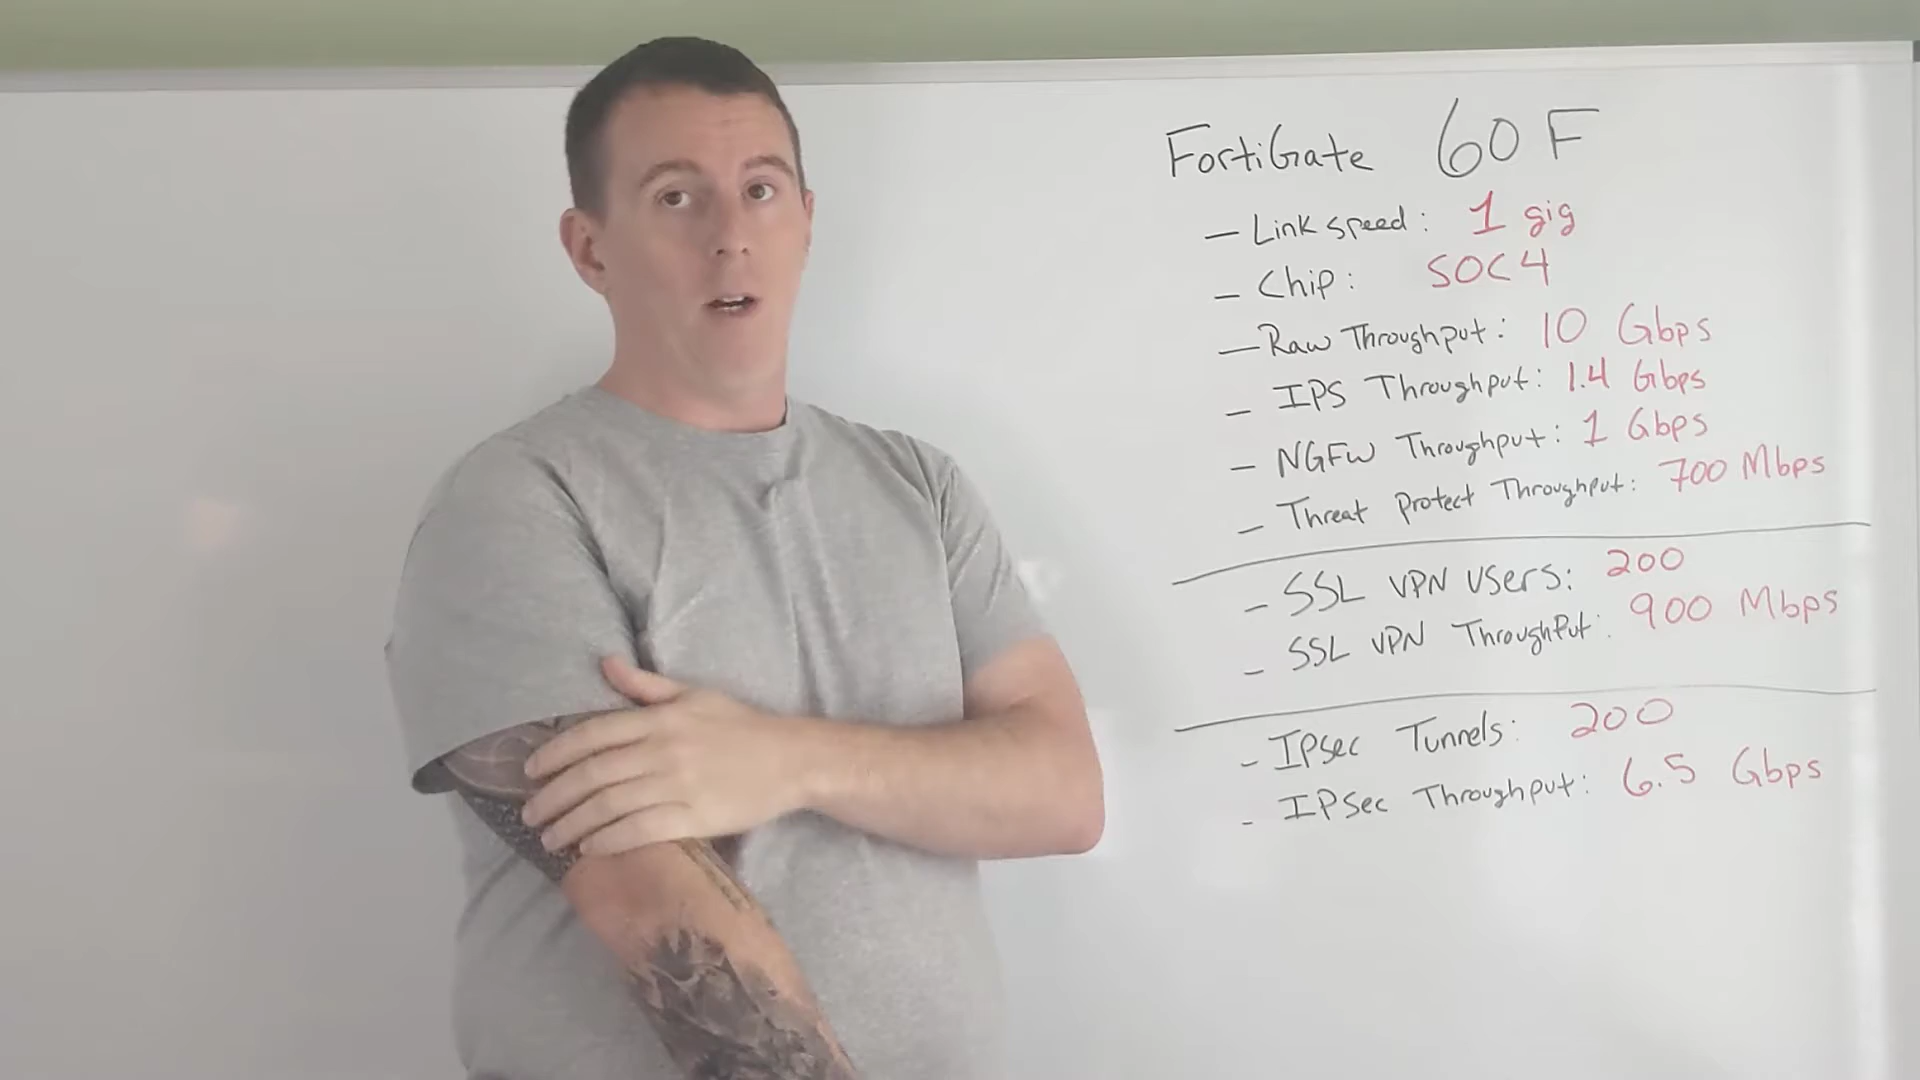 FortiGate 60F
- Link speed: 1 gig
- Chip: SOC4
- Raw Throughput: 10 Gbps
- IPS Throughput: 1.4 Gbps
- NGFW Throughput: 1 Gbps
- Threat Protect Throughput: 700 Mbps
- SSL VPN Users: 200
- SSL VPN Throughput: 900 Mbps
- IPsec Tunnels: 200
- IPSec Throughput: 6.5 Gbps